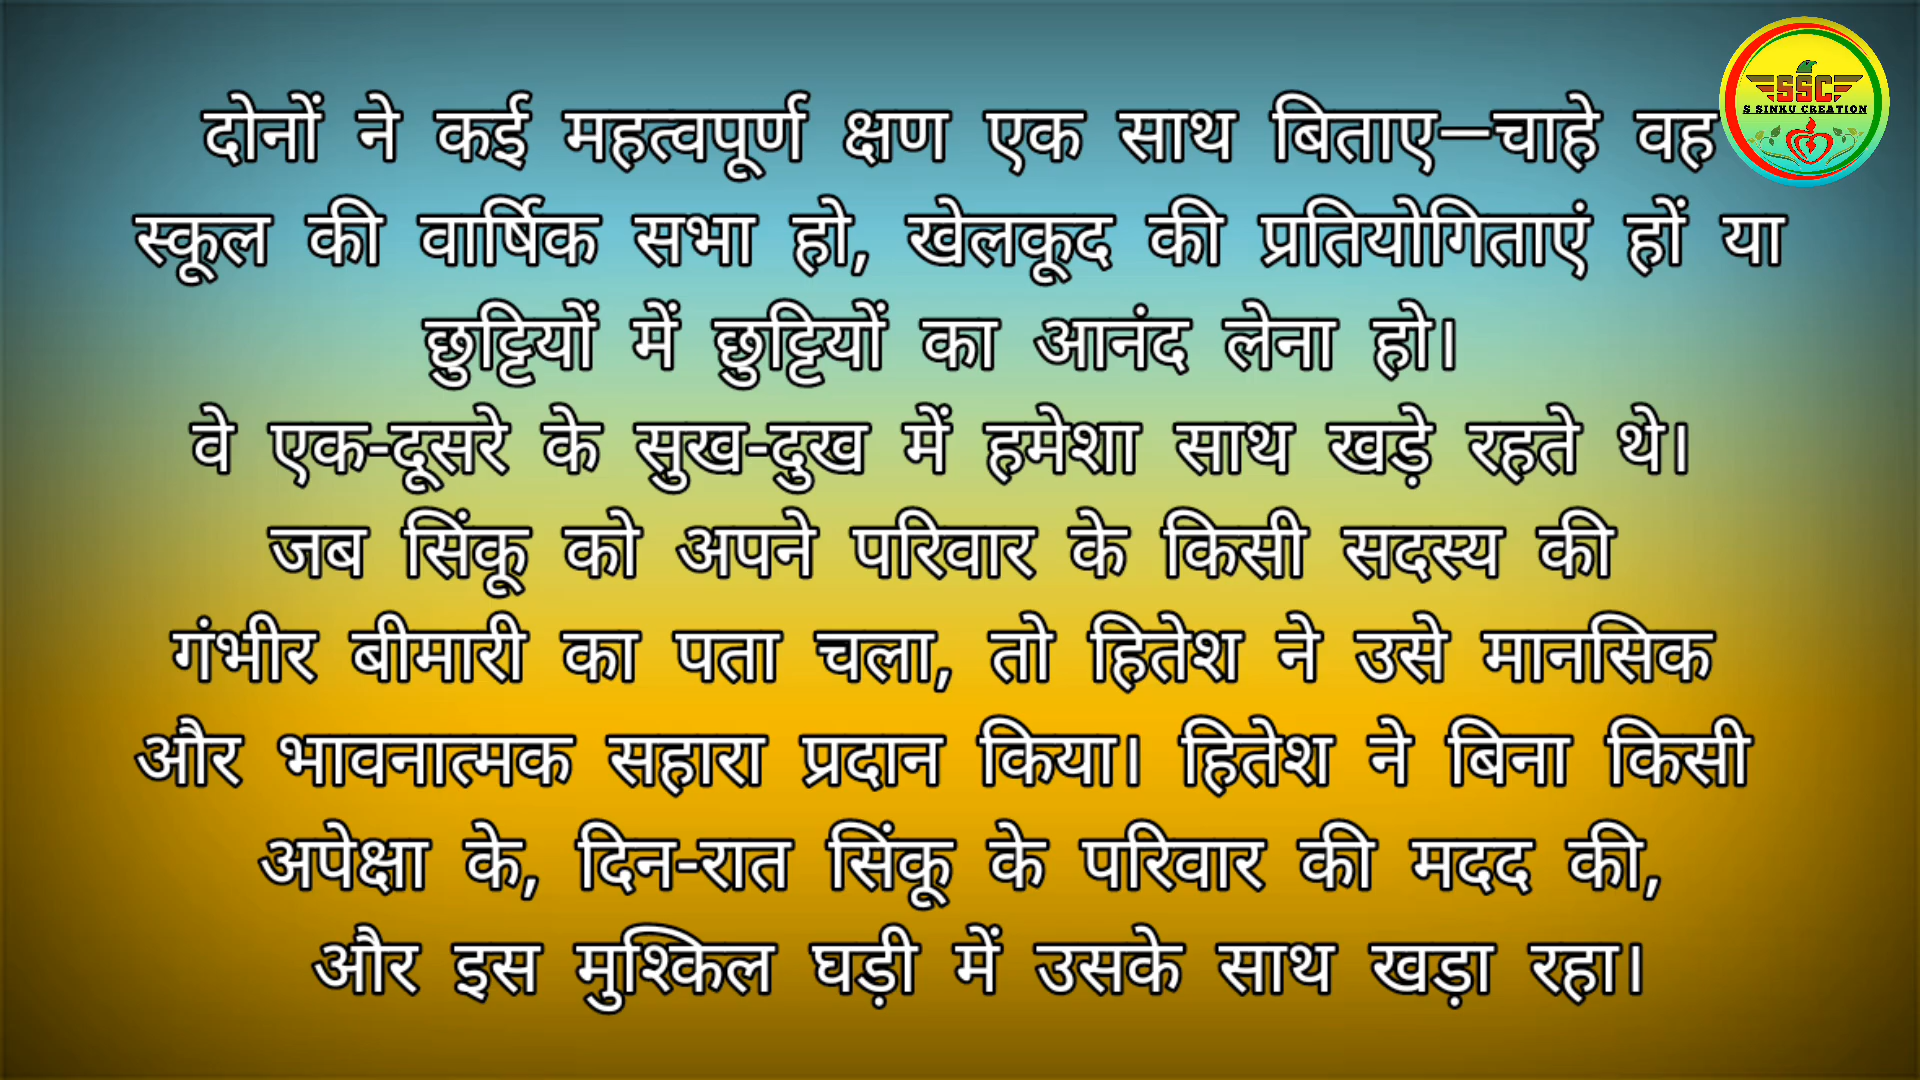 SSC
S SINKU CREATION
दोनों ने कई महत्वपूर्ण क्षण एक साथ बिताए—चाहे वह
स्कूल की वार्षिक सभा हो, खेलकूद की प्रतियोगिताएं हों या
छुट्टियों में छुट्टियों का आनंद लेना हो।
वे एक-दूसरे के सुख-दुख में हमेशा साथ खड़े रहते थे।
जब सिंकू को अपने परिवार के किसी सदस्य की
गंभीर बीमारी का पता चला, तो हितेश ने उसे मानसिक
और भावनात्मक सहारा प्रदान किया। हितेश ने बिना किसी
अपेक्षा के, दिन-रात सिंकू के परिवार की मदद की,
और इस मुश्किल घड़ी में उसके साथ खड़ा रहा।